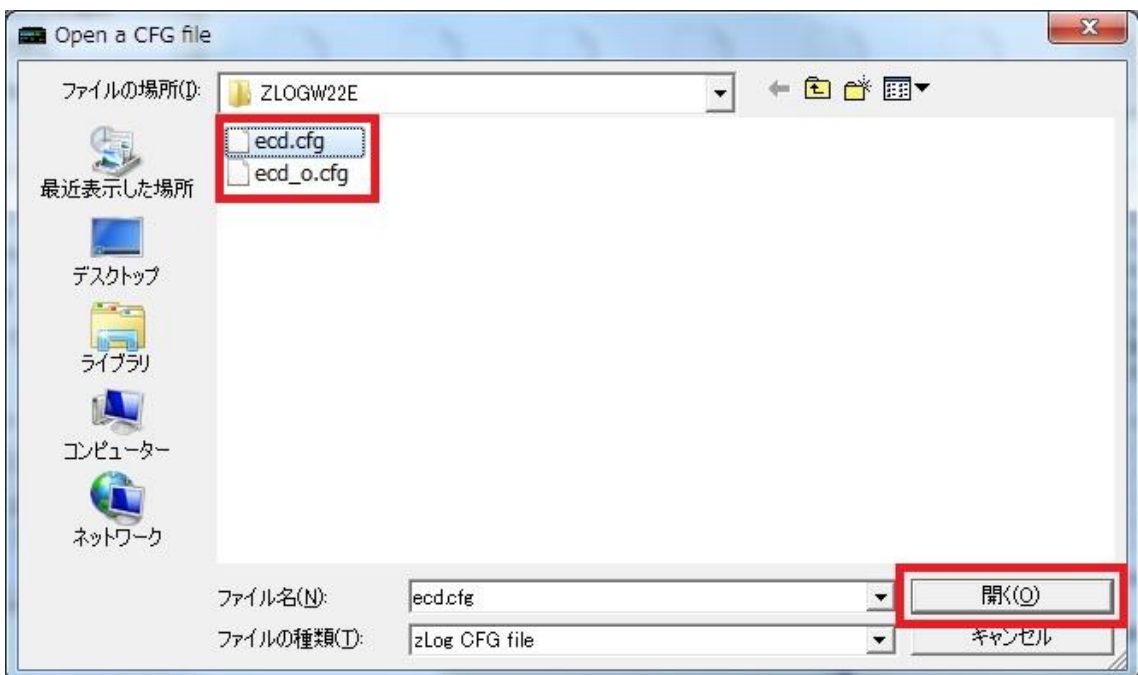 Open a CFG file
ファイルの場所(I):
ZLOGW22E
ecd.cfg
ecd_o.cfg
最近表示した場所
デスクトップ
ライブラリ
コンピューター
ネットワーク
ファイル名(N):
ecd.cfg
開く(O)
ファイルの種類(T):
zLog CFG file
キャンセル